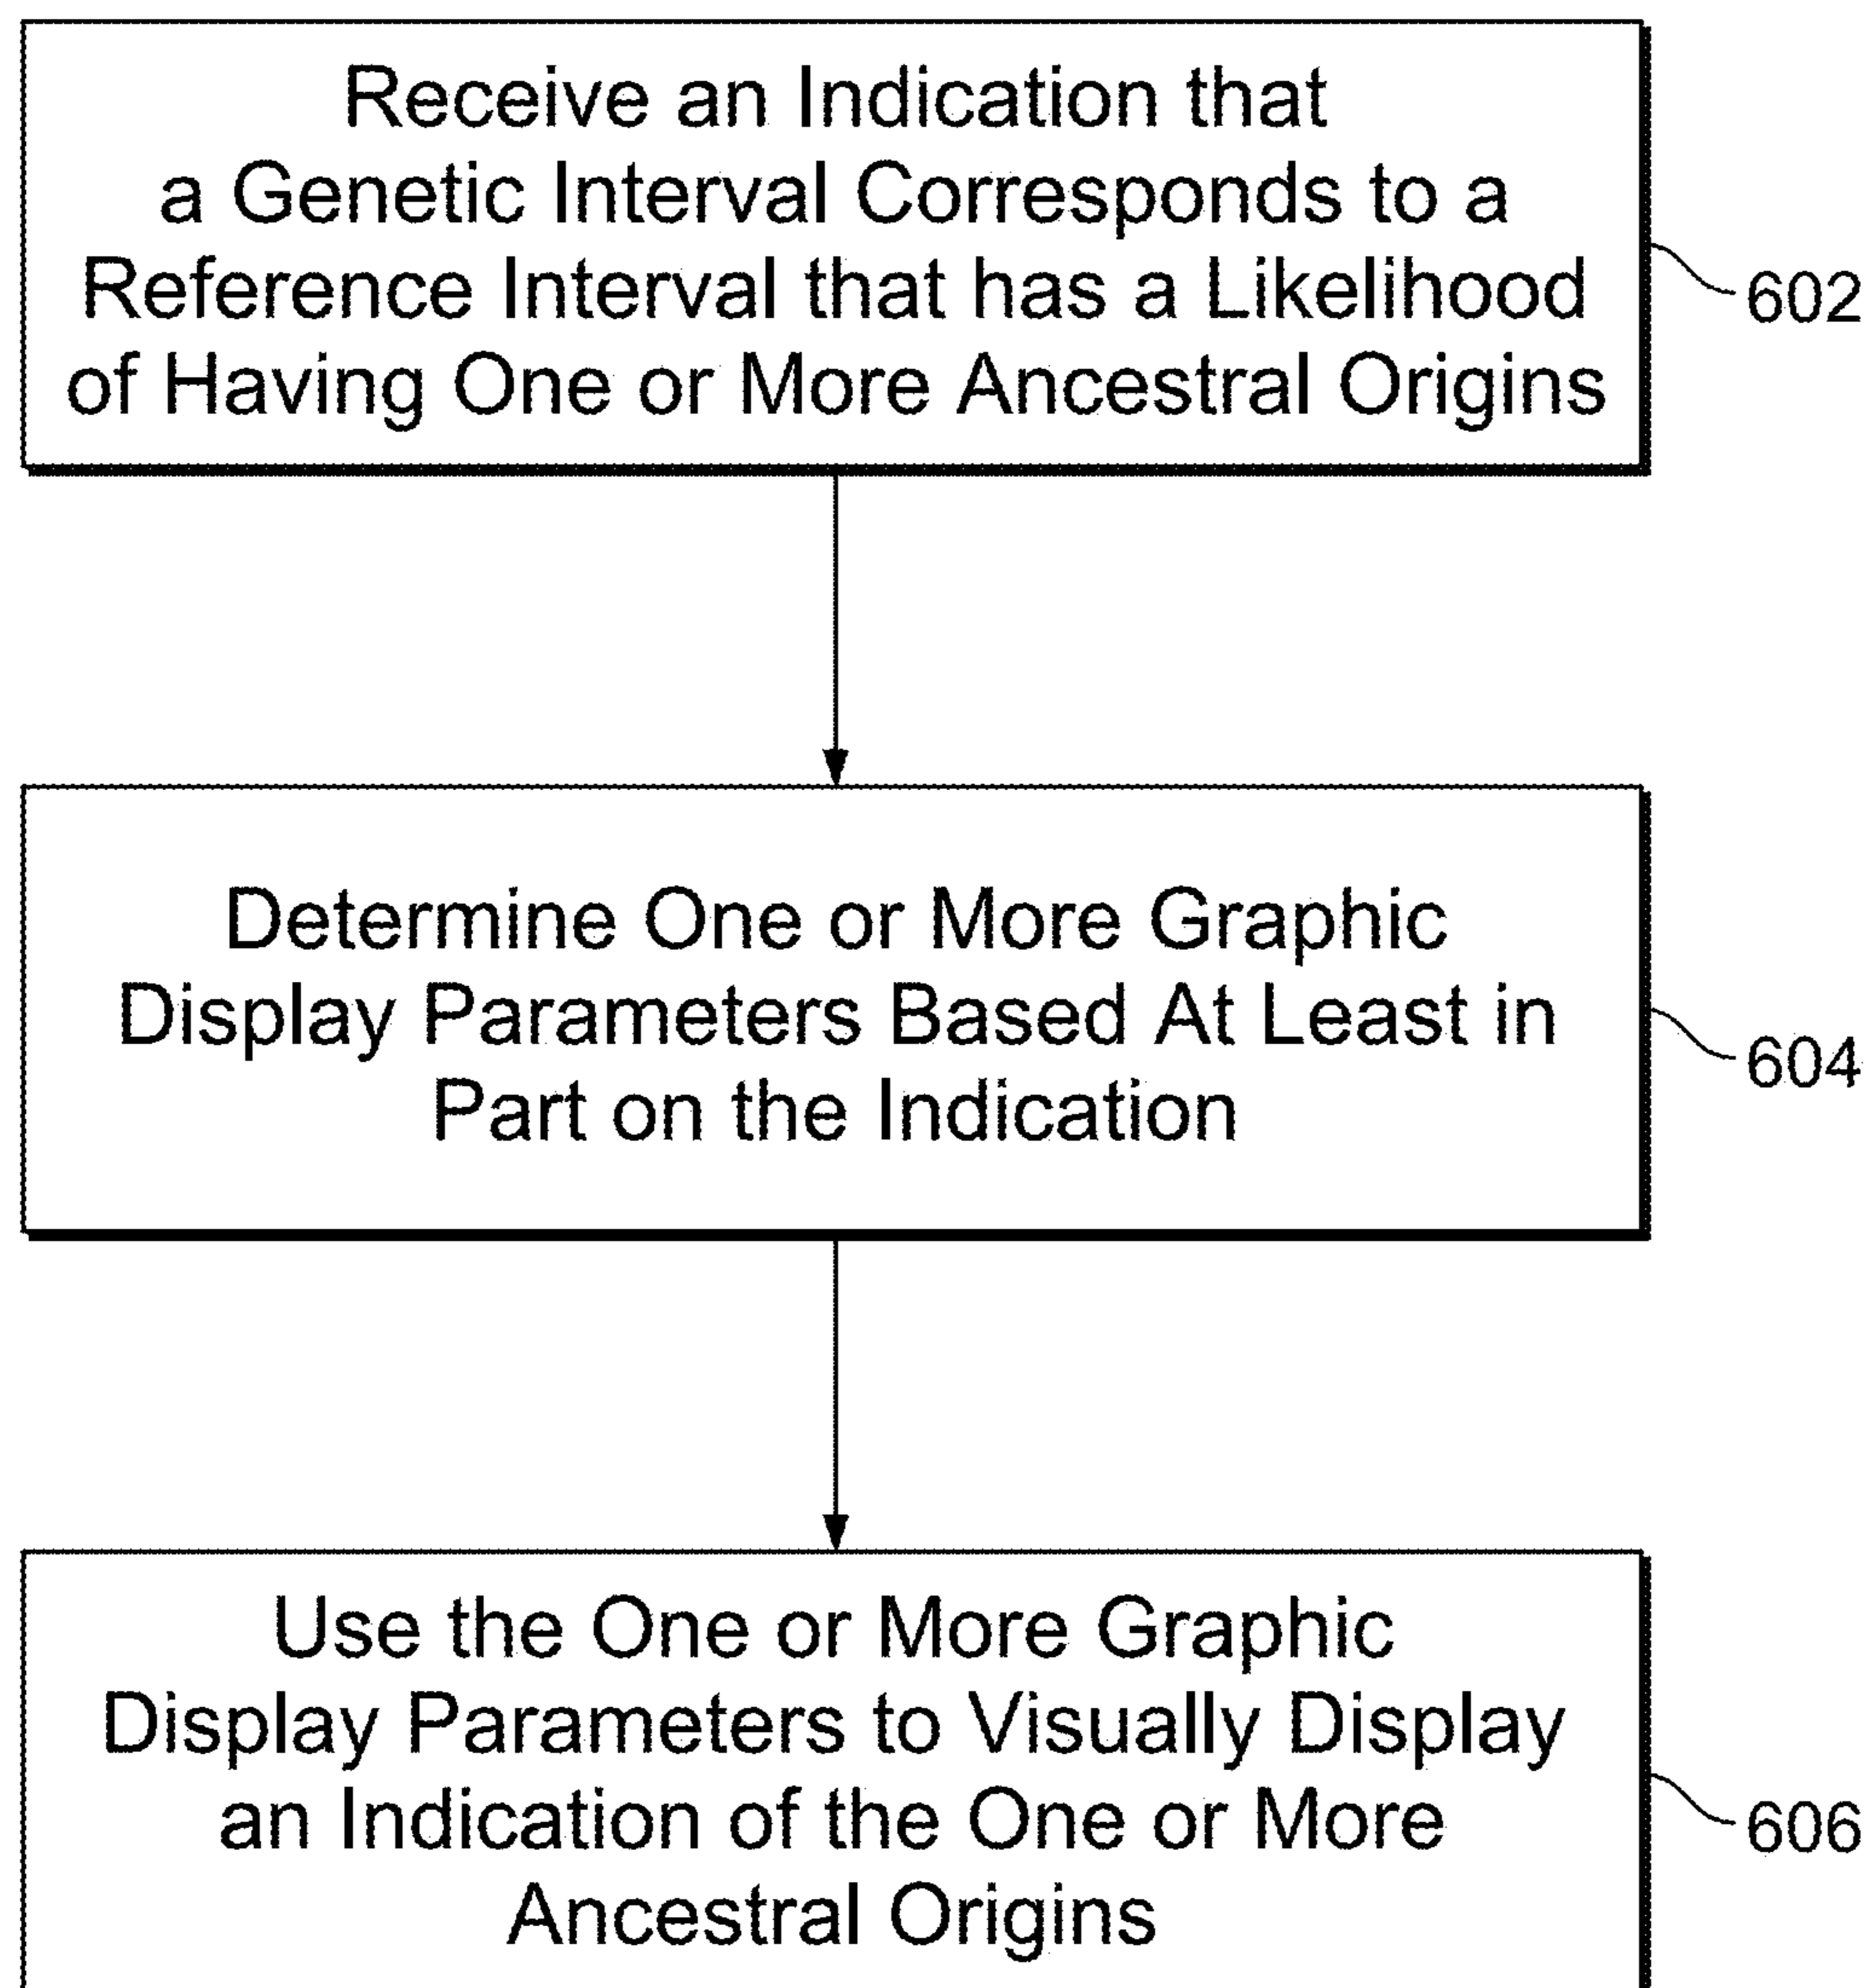 Receive an Indication that
a Genetic Interval Corresponds to a
Reference Interval that has a Likelihood
of Having One or More Ancestral Origins
602
Determine One or More Graphic
Display Parameters Based At Least in
Part on the Indication
604
Use the One or More Graphic
Display Parameters to Visually Display
an Indication of the One or More
Ancestral Origins
606